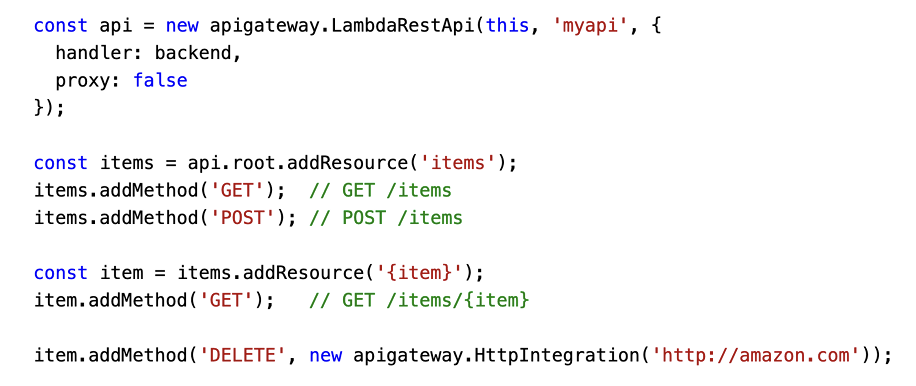 const api = new apigateway.LambdaRestApi(this, 'myapi', {
  handler: backend,
  proxy: false
});

const items = api.root.addResource('items');
items.addMethod('GET');  // GET /items
items.addMethod('POST'); // POST /items

const item = items.addResource('{item}');
item.addMethod('GET');   // GET /items/{item}

item.addMethod('DELETE', new apigateway.HttpIntegration('http://amazon.com'));